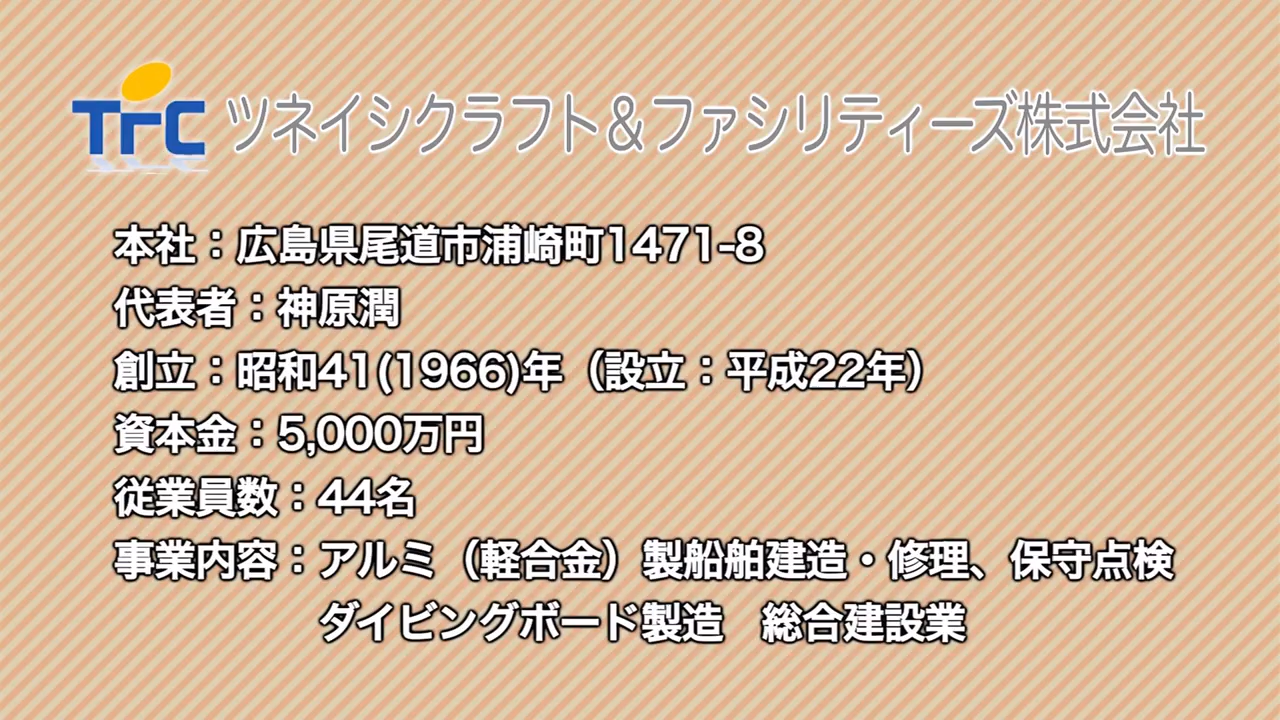 TFC ツネイシクラフト＆ファシリティーズ株式会社
本社：広島県尾道市浦崎町1471-8
代表者：神原潤
創立：昭和41(1966)年（設立：平成22年）
資本金：5,000万円
従業員数：44名
事業内容：アルミ（軽合金）製船舶建造・修理、保守点検
ダイビングボード製造　総合建設業